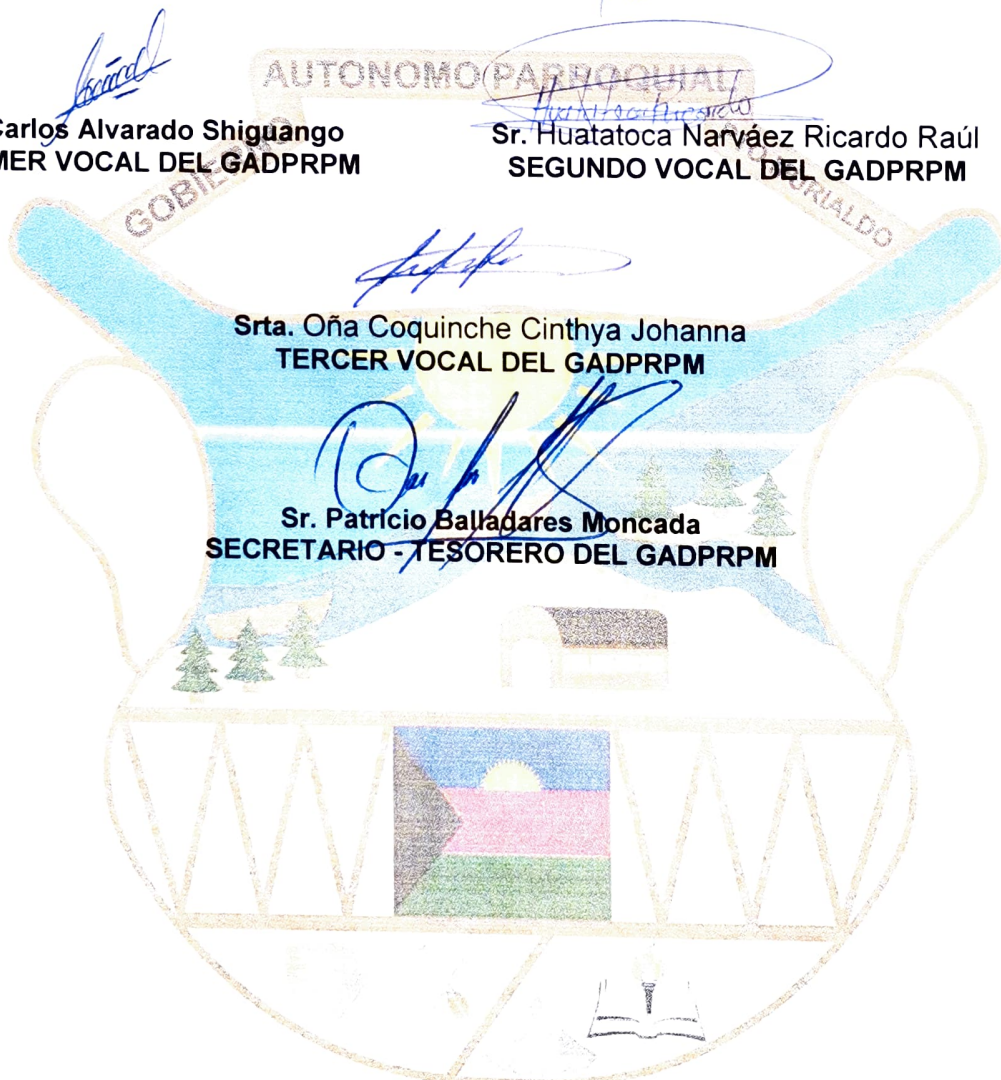 AUTONOMO PARROQUIAL
GOBIERNO
Carlos Alvarado Shiguango
MER VOCAL DEL GADPRPM
Sr. Huatatoca Narváez Ricardo Raúl
SEGUNDO VOCAL DEL GADPRPM
Srta. Oña Coquinche Cinthya Johanna
TERCER VOCAL DEL GADPRPM
Sr. Patricio Balladares Moncada
SECRETARIO - TESORERO DEL GADPRPM